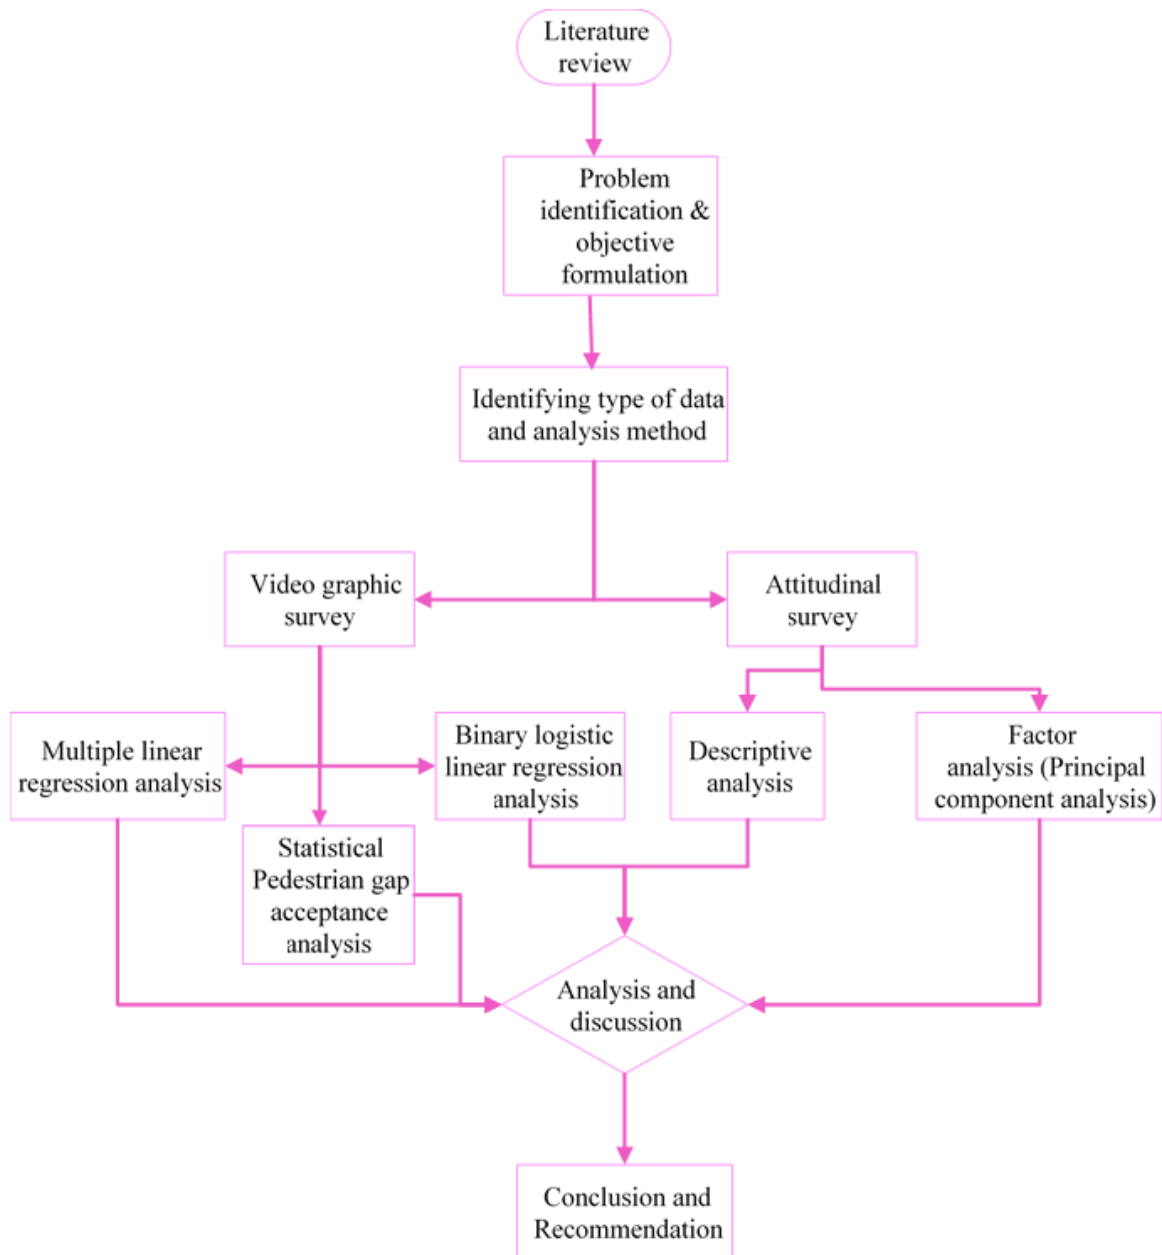 Literature
review
Problem
identification &
objective
formulation
Identifying type of data
and analysis method
Video graphic
survey
Attitudinal
survey
Multiple linear
regression analysis
Binary logistic
linear regression
analysis
Descriptive
analysis
Factor
analysis (Principal
component analysis)
Statistical
Pedestrian gap
acceptance
analysis
Analysis and
discussion
Conclusion and
Recommendation